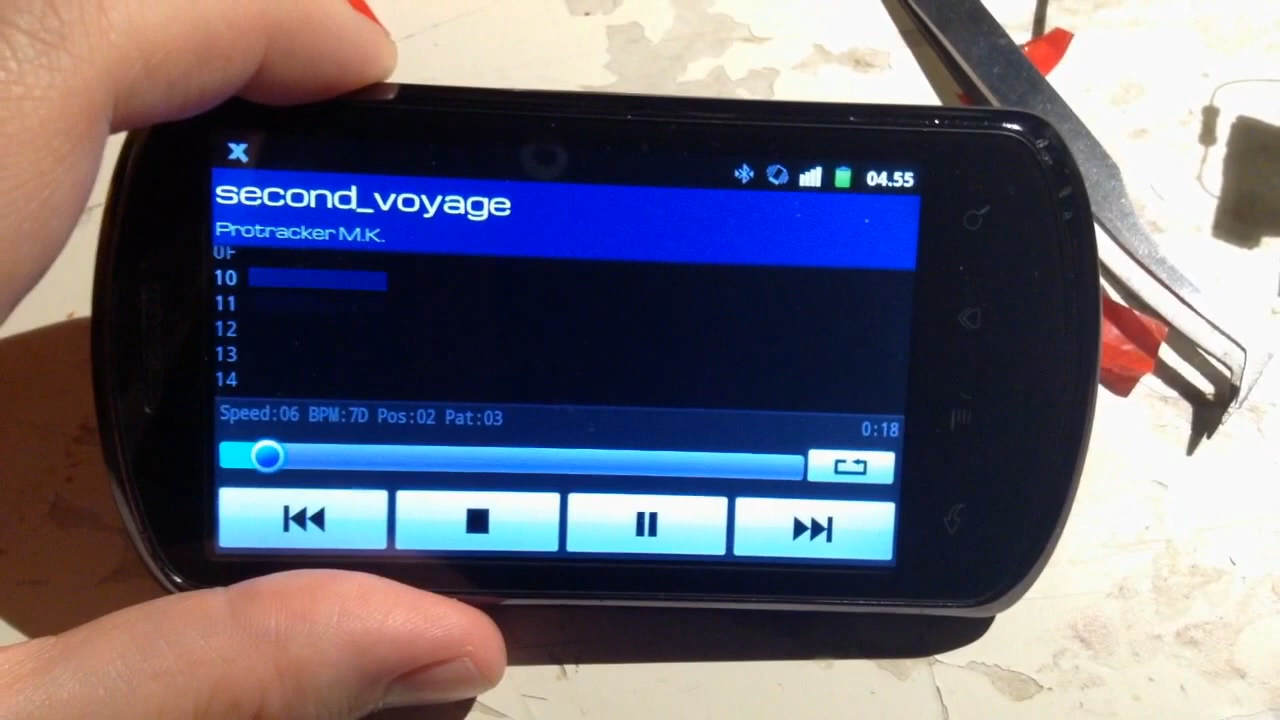 04.55
second_voyage
Protracker M.K.
0F
10
11
12
13
14
Speed:06 BPM:7D Pos:02 Pat:03
0:18